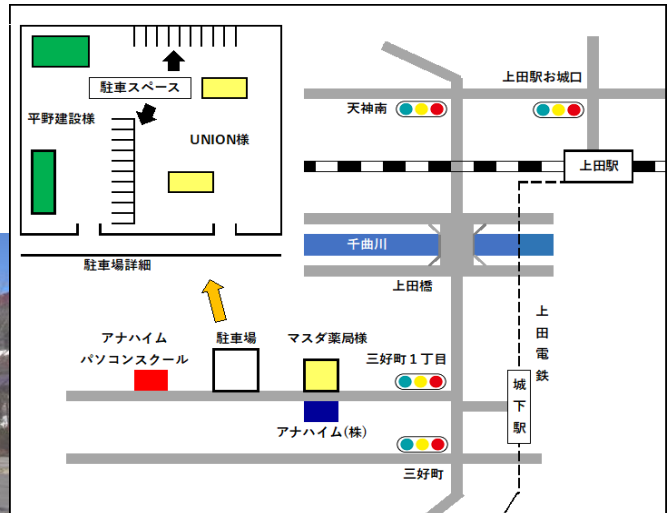 駐車スペース
平野建設様
UNION様
駐車場詳細
上田駅お城口
天神南
上田駅
千曲川
上田橋
上田電鉄
城下駅
アナハイム
パソコンスクール
駐車場
マスダ薬局様
三好町1丁目
アナハイム(株)
三好町